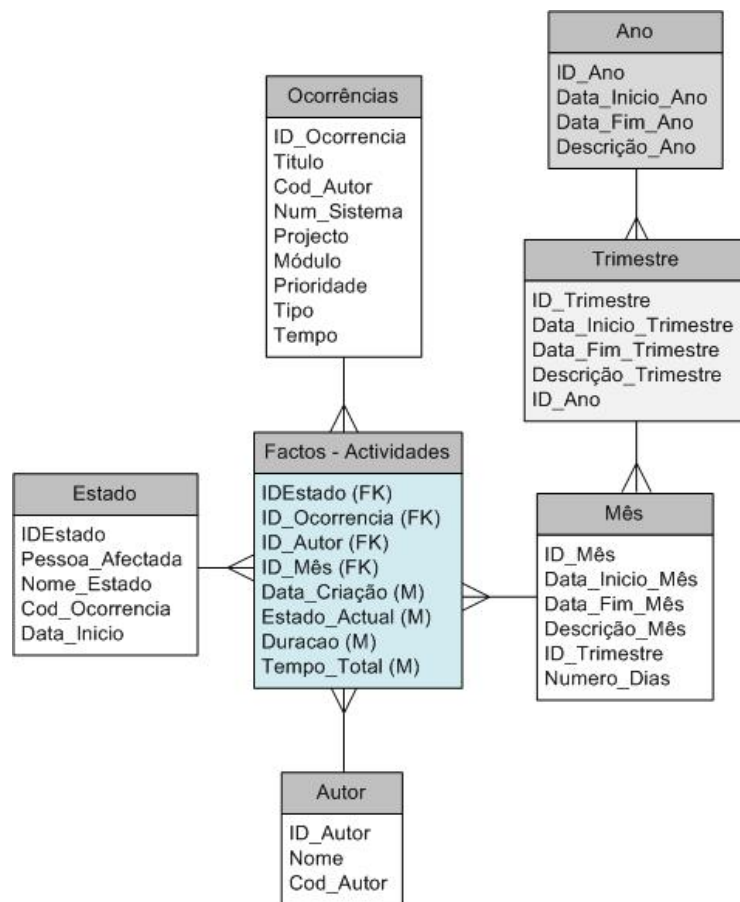 Ano
ID_Ano
Data_Inicio_Ano
Data_Fim_Ano
Descrição_Ano
Ocorrências
ID_Ocorrencia
Titulo
Cod_Autor
Num_Sistema
Projecto
Módulo
Prioridade
Tipo
Tempo
Trimestre
ID_Trimestre
Data_Inicio_Trimestre
Data_Fim_Trimestre
Descrição_Trimestre
ID_Ano
Factos - Actividades
IDEstado (FK)
ID_Ocorrencia (FK)
ID_Autor (FK)
ID_Mês (FK)
Data_Criação (M)
Estado_Actual (M)
Duracao (M)
Tempo_Total (M)
Estado
IDEstado
Pessoa_Afectada
Nome_Estado
Cod_Ocorrencia
Data_Inicio
Mês
ID_Mês
Data_Inicio_Mês
Data_Fim_Mês
Descrição_Mês
ID_Trimestre
Numero_Dias
Autor
ID_Autor
Nome
Cod_Autor